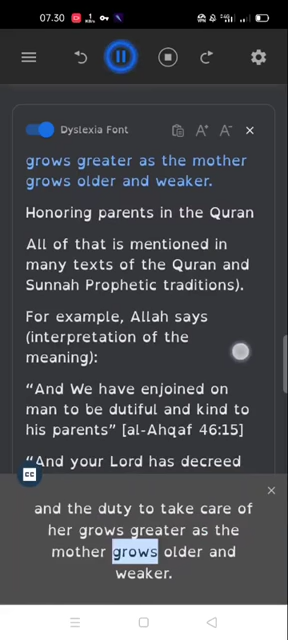 07.30
Dyslexia Font
A+ A-
grows greater as the mother
grows older and weaker.
Honoring parents in the Quran
All of that is mentioned in
many texts of the Quran and
Sunnah Prophetic traditions).
For example, Allah says
(interpretation of the
meaning):
“And We have enjoined on
man to be dutiful and kind to
his parents” [al-Ahqaf 46:15]
“And your Lord has decreed
CC
and the duty to take care of
her grows greater as the
mother grows older and
weaker.